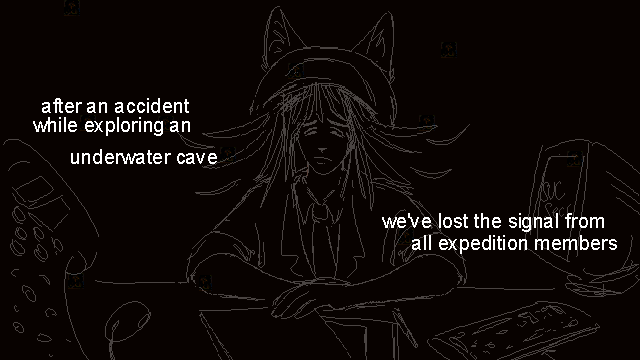 after an accident
while exploring an
underwater cave
we've lost the signal from
all expedition members